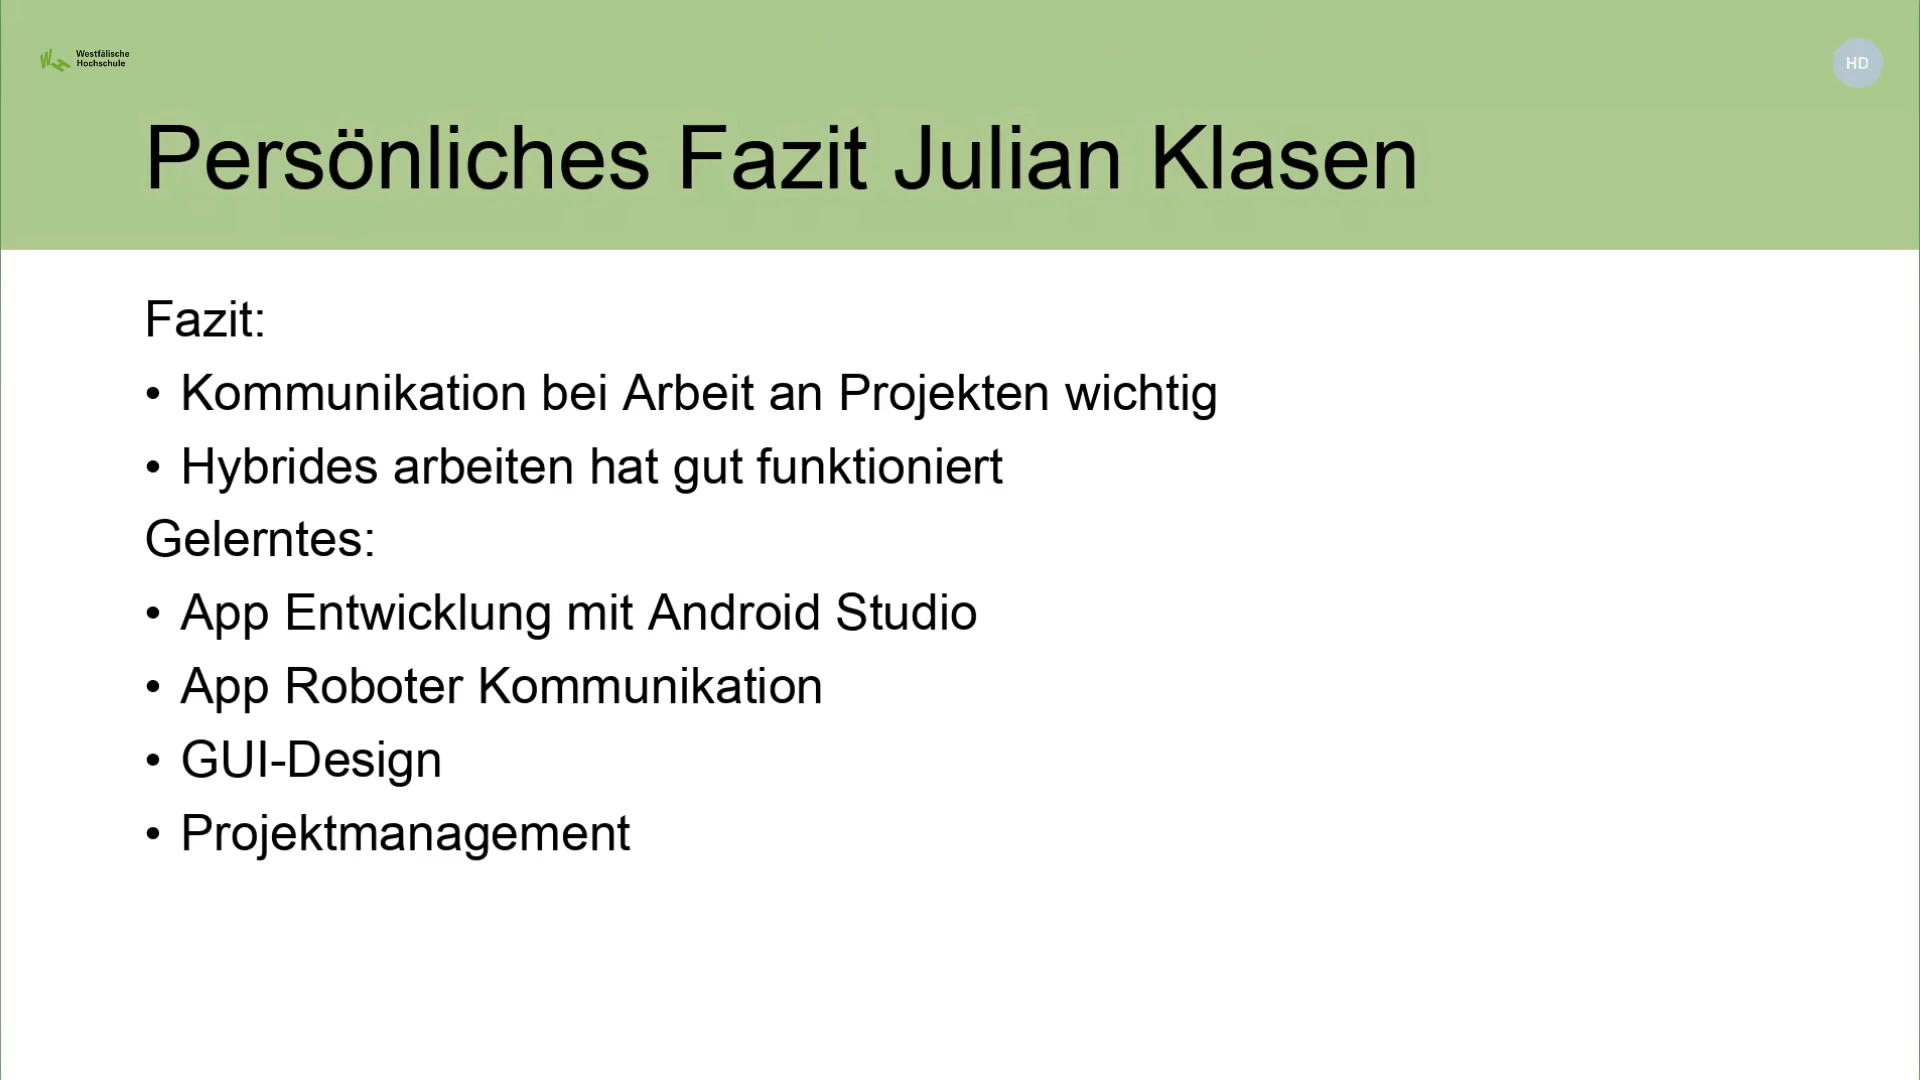 Westfälische
Hochschule
HD
Persönliches Fazit Julian Klasen
Fazit:
• Kommunikation bei Arbeit an Projekten wichtig
• Hybrides arbeiten hat gut funktioniert
Gelerntes:
• App Entwicklung mit Android Studio
• App Roboter Kommunikation
• GUI-Design
• Projektmanagement